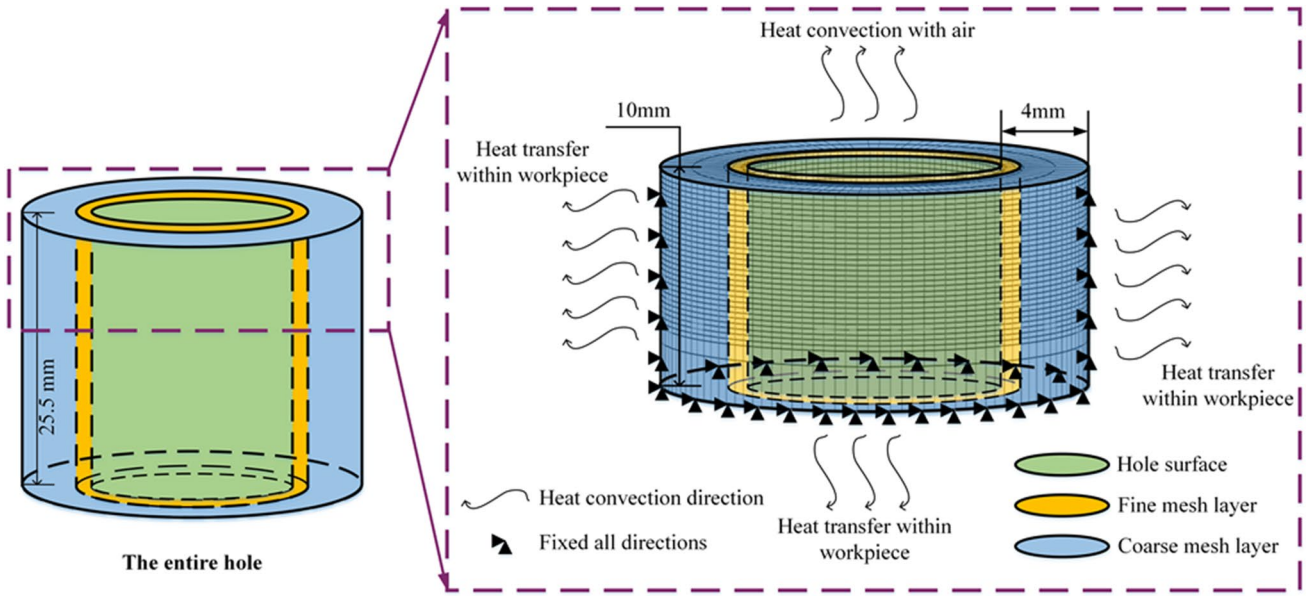 Heat convection with air
10mm
4mm
Heat transfer
within workpiece
25.5 mm
Heat transfer
within workpiece
Heat convection direction
Fixed all directions
Heat transfer within
workpiece
Hole surface
Fine mesh layer
Coarse mesh layer
The entire hole